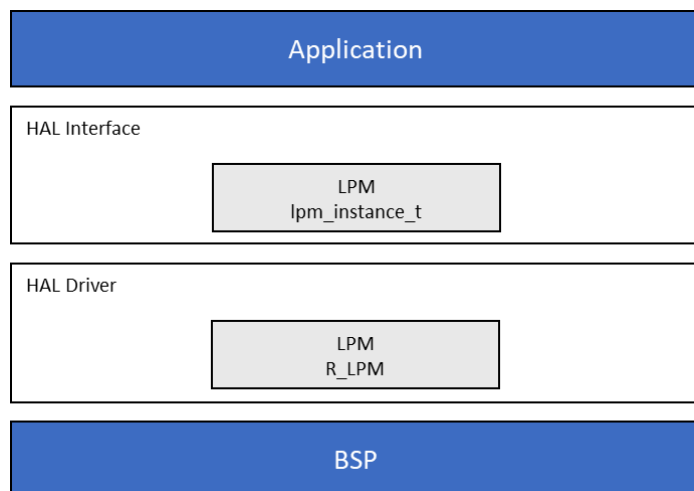 Application
HAL Interface
LPM
lpm_instance_t
HAL Driver
LPM
R_LPM
BSP